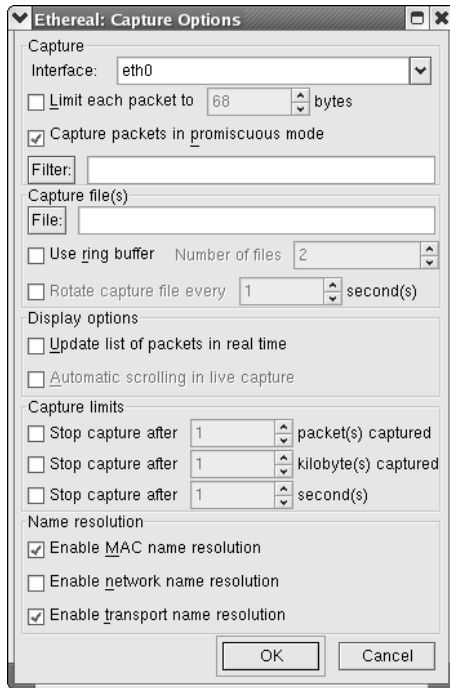 Ethereal: Capture Options
Capture
Interface: eth0
Limit each packet to 68 bytes
Capture packets in promiscuous mode
Filter:
Capture file(s)
File:
Use ring buffer Number of files 2
Rotate capture file every 1 second(s)
Display options
Update list of packets in real time
Automatic scrolling in live capture
Capture limits
Stop capture after 1 packet(s) captured
Stop capture after 1 kilobyte(s) captured
Stop capture after 1 second(s)
Name resolution
Enable MAC name resolution
Enable network name resolution
Enable transport name resolution
OK Cancel